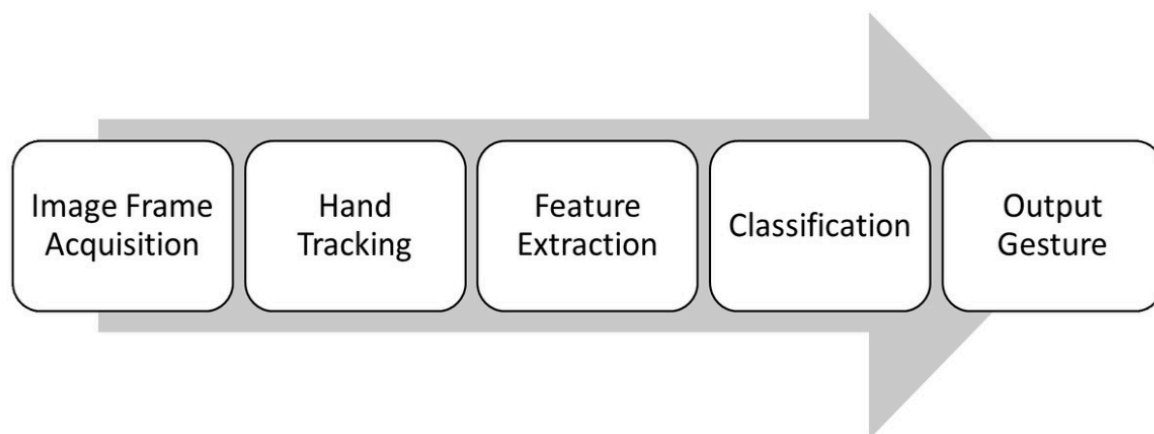 Image Frame
Acquisition
Hand
Tracking
Feature
Extraction
Classification
Output
Gesture